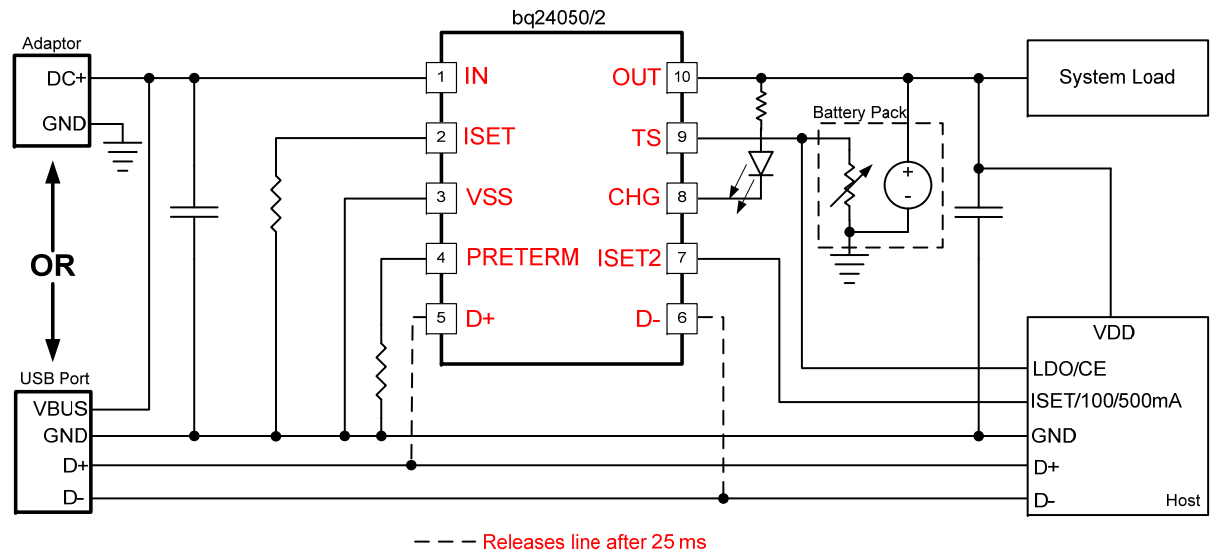 bq24050/2
Adaptor
DC+
GND
OR
USB Port
VBUS
GND
D+
D-
1 IN
2 ISET
3 VSS
4 PRETERM
5 D+
OUT 10
TS 9
CHG 8
ISET2 7
D- 6
Battery Pack
+
-
System Load
VDD
LDO/CE
ISET/100/500mA
GND
D+
D-
Host
Releases line after 25 ms